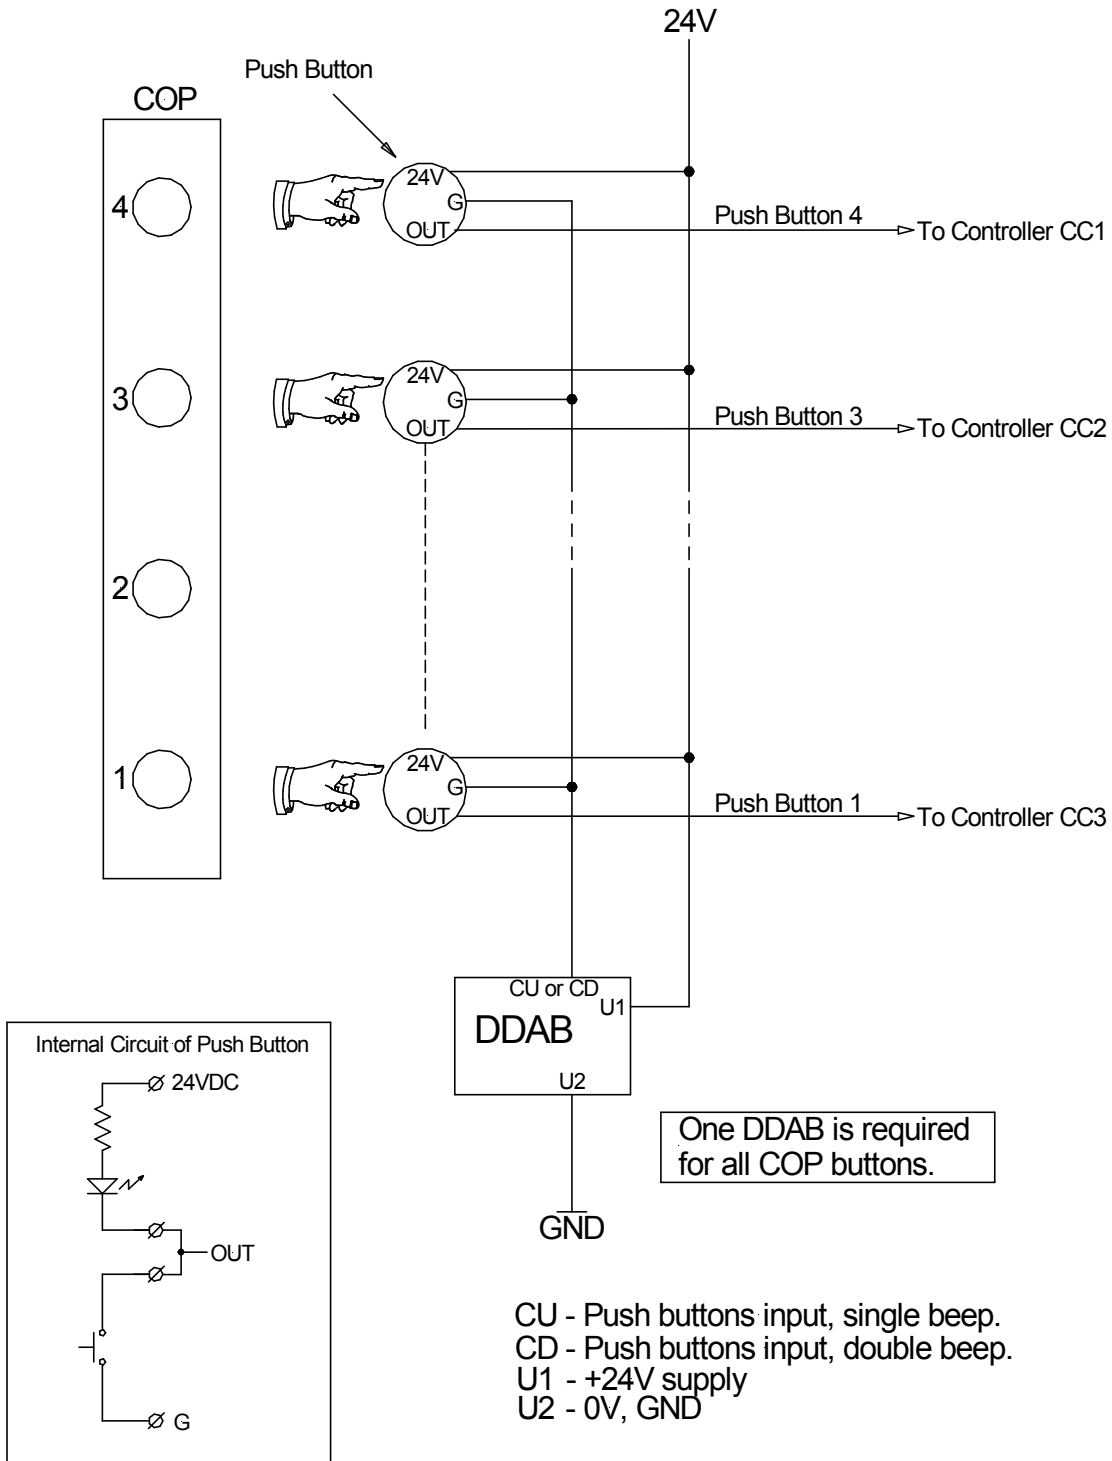 24V
Push Button
COP
4
24V
G
OUT
Push Button 4
To Controller CC1
3
24V
G
OUT
Push Button 3
To Controller CC2
2
1
24V
G
OUT
Push Button 1
To Controller CC3
CU or CD
U1
DDAB
U2
Internal Circuit of Push Button
24VDC
OUT
G
One DDAB is required
for all COP buttons.
GND
CU - Push buttons input, single beep.
CD - Push buttons input, double beep.
U1 - +24V supply
U2 - 0V, GND